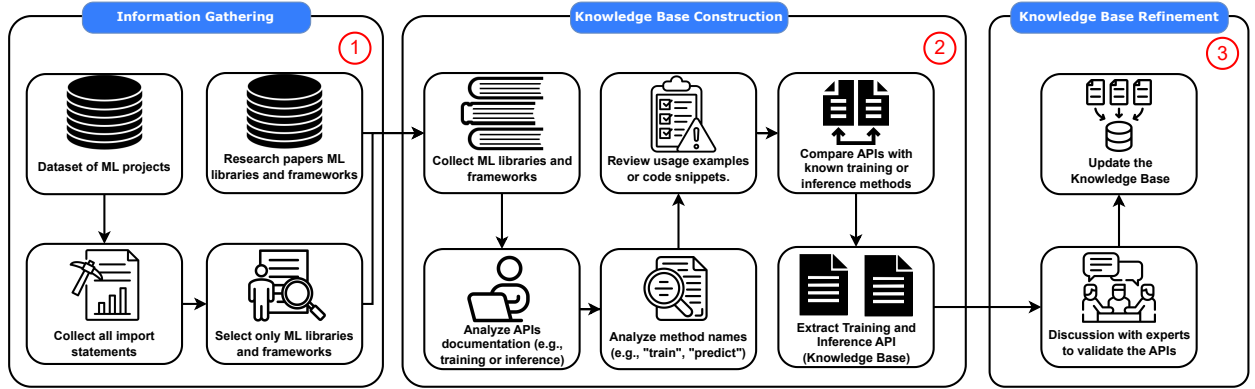 Information Gathering
1
Dataset of ML projects
Research papers ML
libraries and frameworks
Collect all import
statements
Select only ML libraries
and frameworks
Knowledge Base Construction
2
Collect ML libraries and
frameworks
Review usage examples
or code snippets.
Compare APIs with
known training or
inference methods
Analyze APIs
documentation (e.g.,
training or inference)
Analyze method names
(e.g., "train", "predict")
Extract Training and
Inference API
(Knowledge Base)
Knowledge Base Refinement
3
Update the
Knowledge Base
Discussion with experts
to validate the APIs